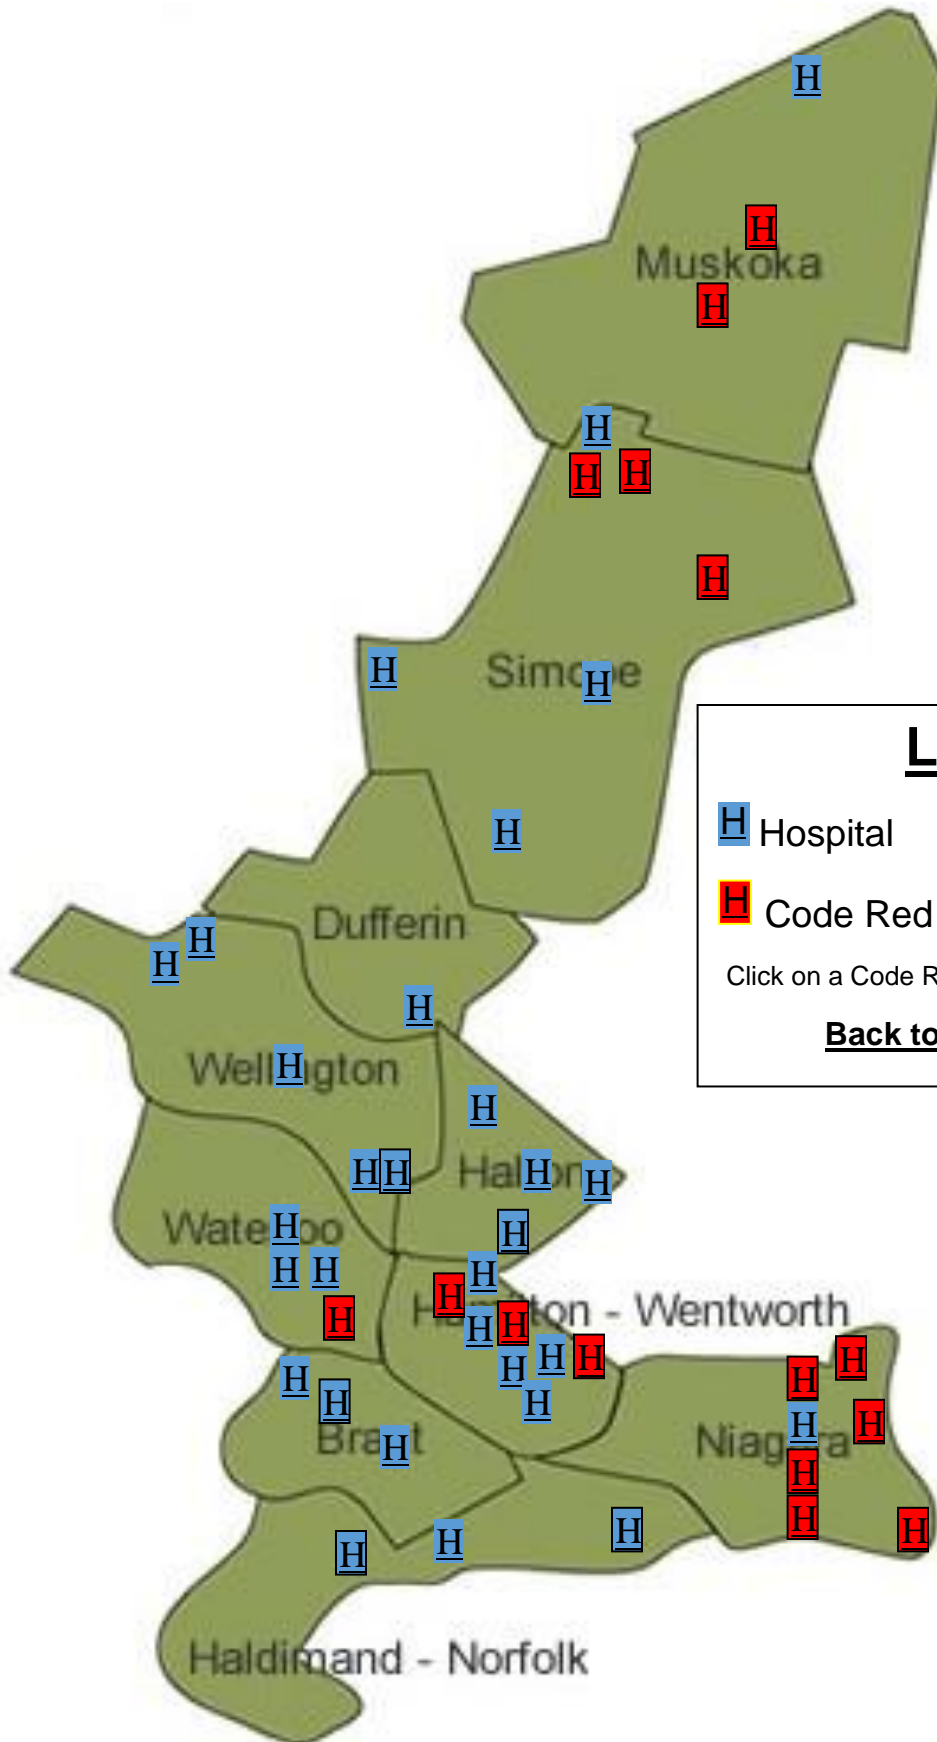 H
H
Muskoka
H
H
H H
H
H
Simcoe
H
L
H Hospital
H
H Code Red
Dufferin
H
H
Click on a Code R
H
Back to
Wellington
H
H
H H
Halton
H H
Waterloo
H
H
H H
H
H
Hamilton - Wentworth
H
H H
H H
H
H
H
H
H
H
H
H
H
Brant
H
Niagara
H
H
H
H
H
H
Haldimand - Norfolk